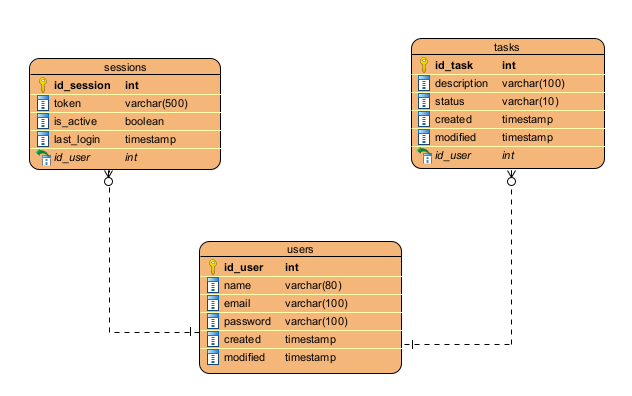 sessions
id_session int
token varchar(500)
is_active boolean
last_login timestamp
id_user int
tasks
id_task int
description varchar(100)
status varchar(10)
created timestamp
modified timestamp
id_user int
users
id_user int
name varchar(80)
email varchar(100)
password varchar(100)
created timestamp
modified timestamp